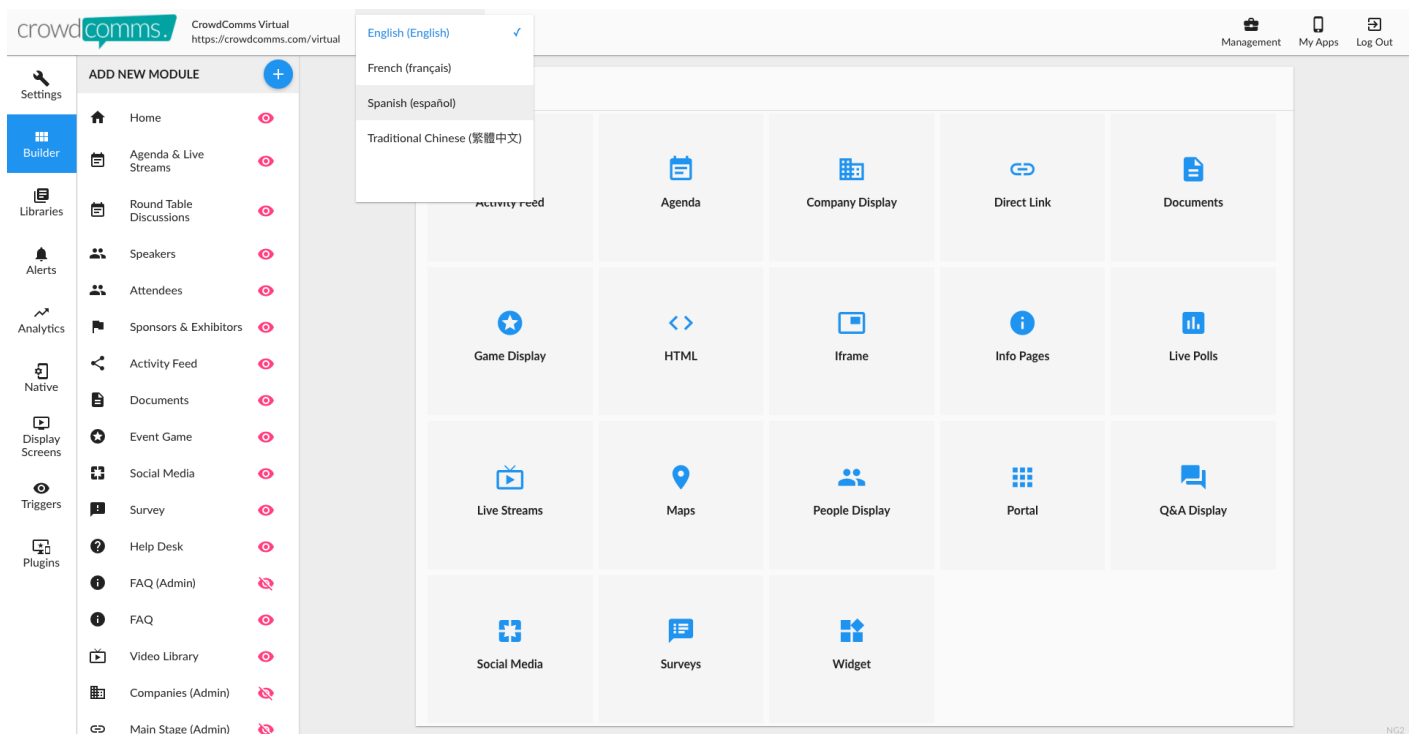 crowdcomms.
CrowdComms Virtual
https://crowdcomms.com/virtual
English (English)
French (français)
Spanish (español)
Traditional Chinese (繁體中文)
Management
My Apps
Log Out
Settings
Builder
Libraries
Alerts
Analytics
Native
Display
Screens
Triggers
Plugins
ADD NEW MODULE
Home
Agenda & Live
Streams
Round Table
Discussions
Speakers
Attendees
Sponsors & Exhibitors
Activity Feed
Documents
Event Game
Social Media
Survey
Help Desk
FAQ (Admin)
FAQ
Video Library
Companies (Admin)
Main Stage (Admin)
Activity Feed
Agenda
Company Display
Direct Link
Documents
Game Display
HTML
Iframe
Info Pages
Live Polls
Live Streams
Maps
People Display
Portal
Q&A Display
Social Media
Surveys
Widget
NG2